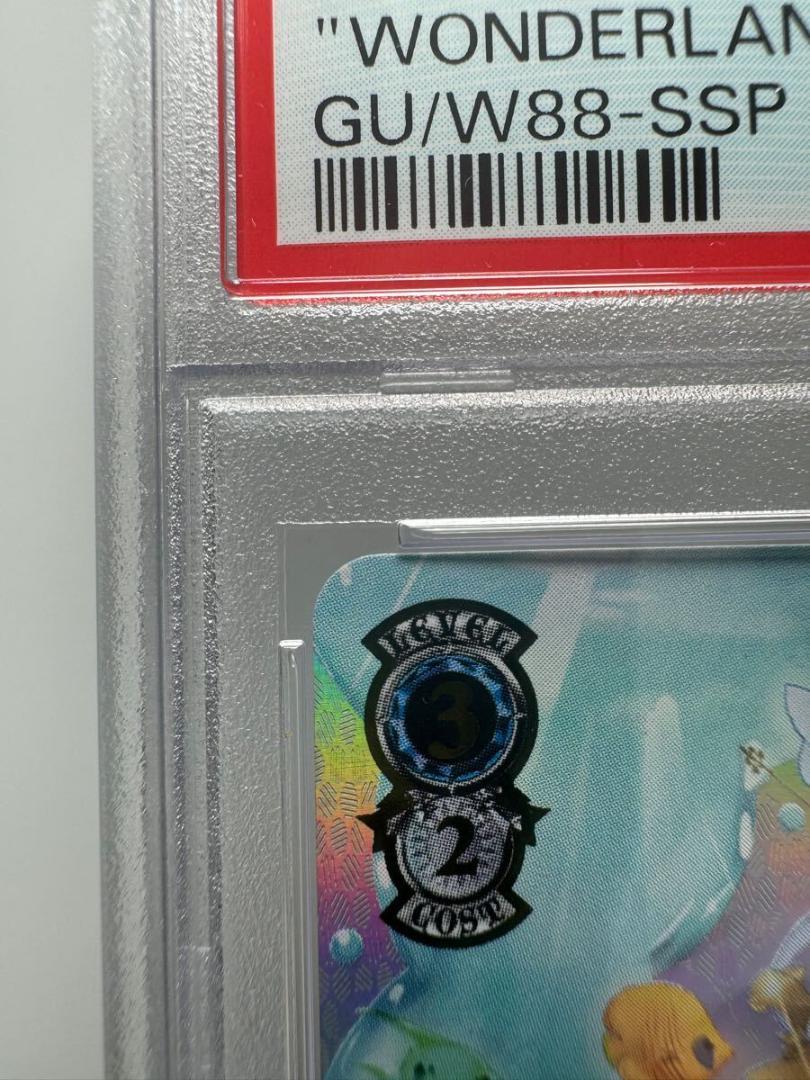 "WONDERLAN
GU/W88-SSP
LEVEL
3
2
COST